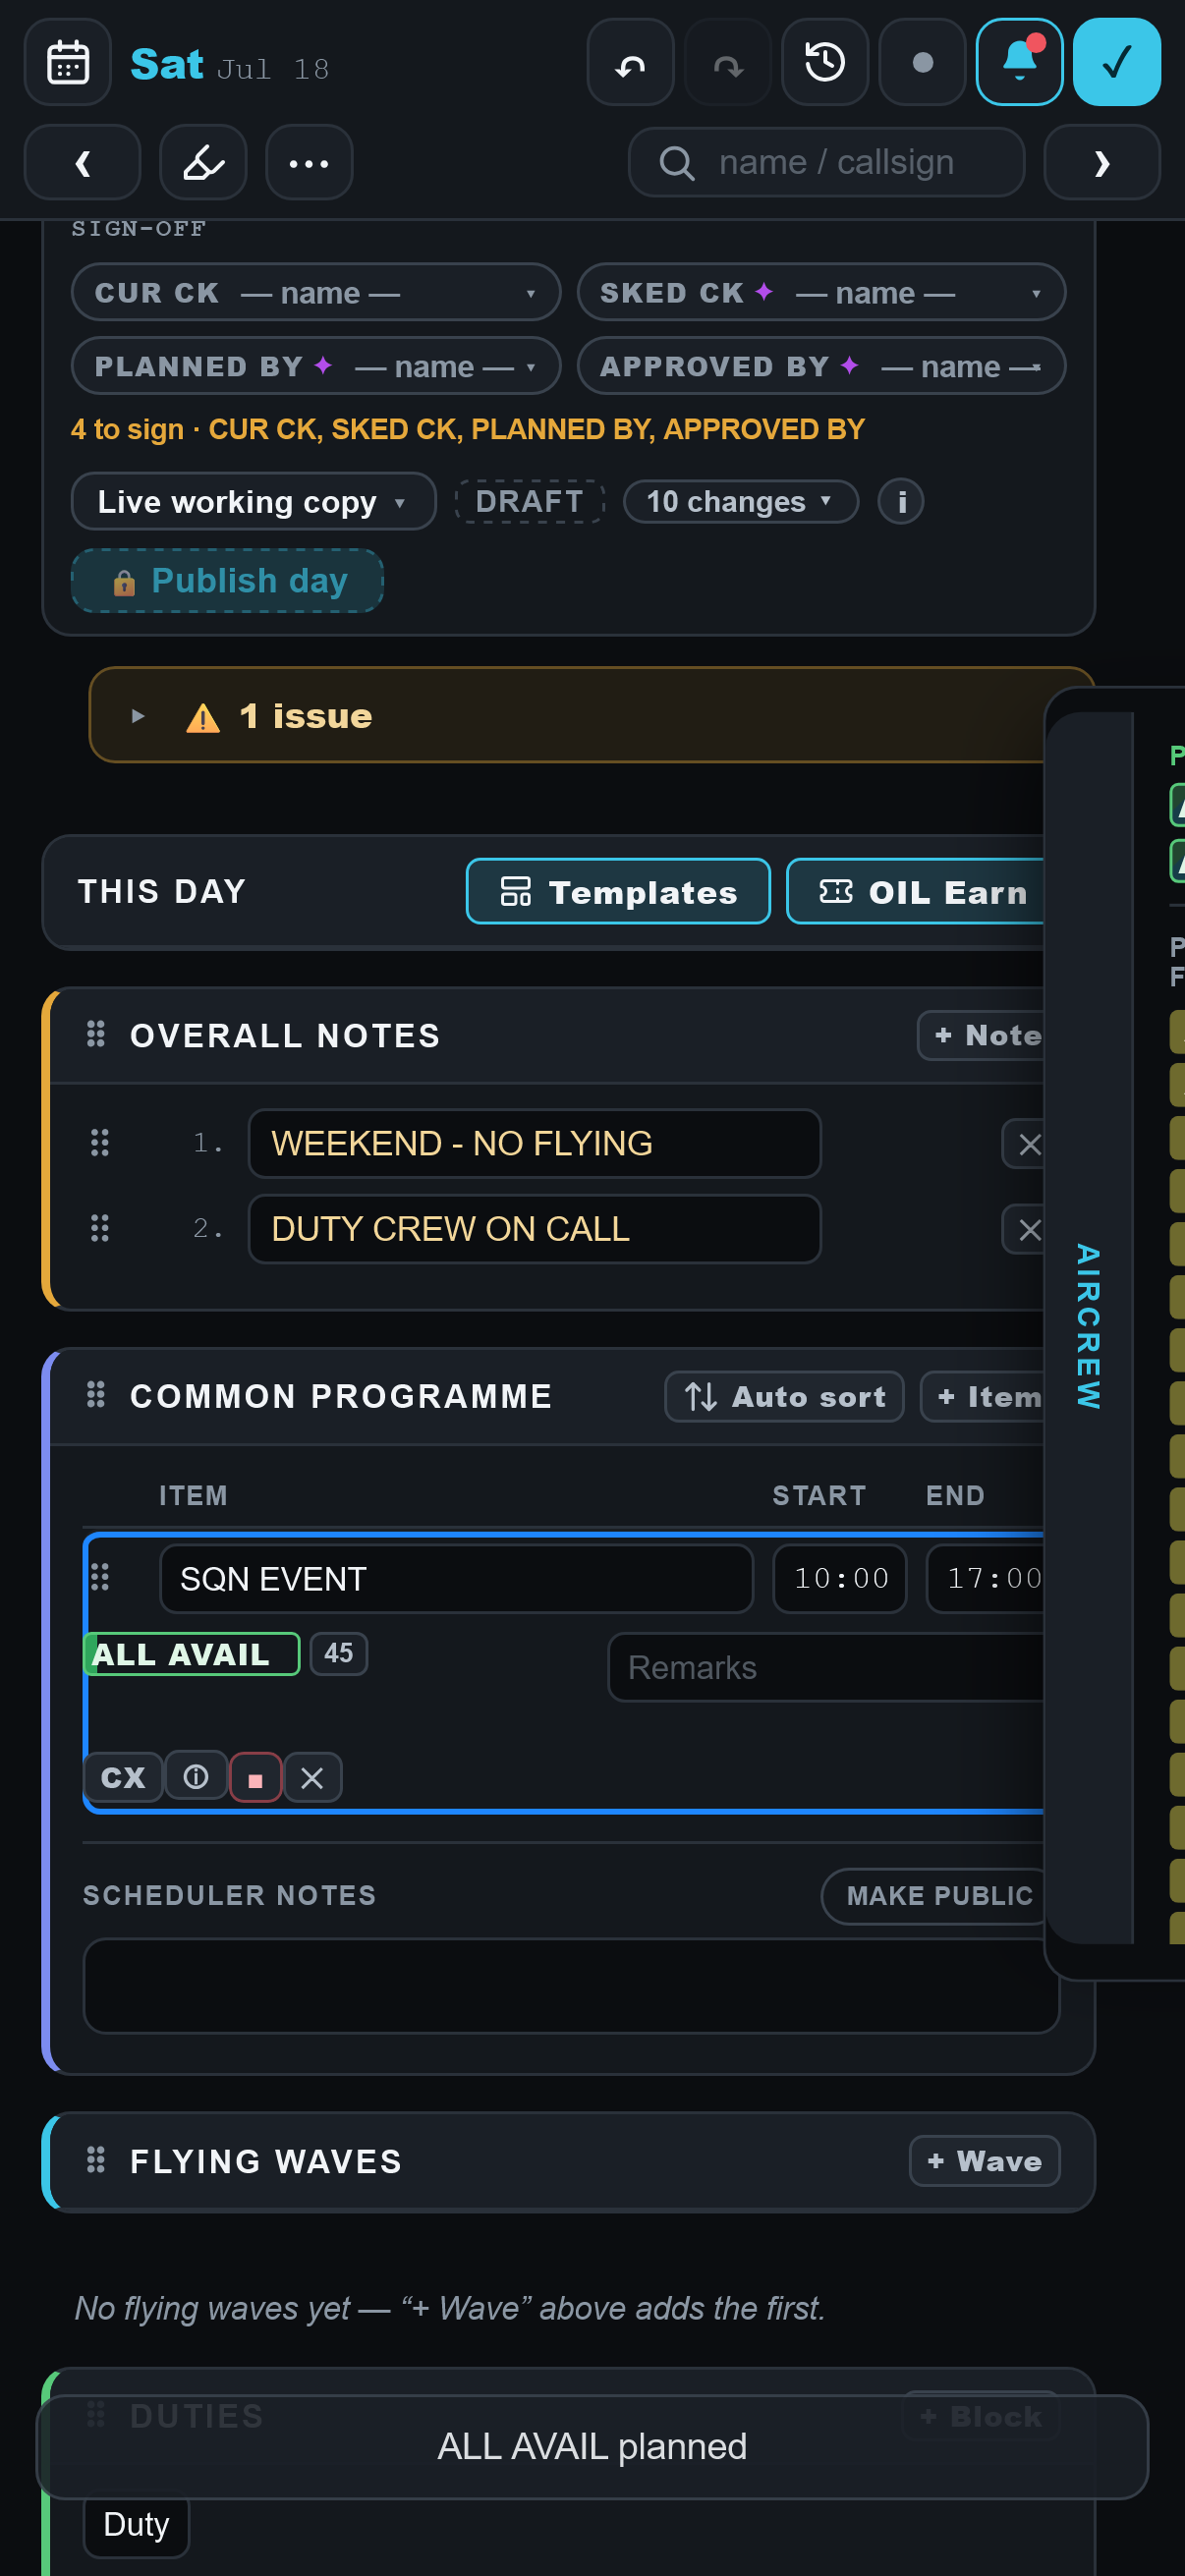 Sat Jul 18
name / callsign
SIGN-OFF
CUR CK — name —
SKED CK — name —
PLANNED BY — name —
APPROVED BY — name —
4 to sign · CUR CK, SKED CK, PLANNED BY, APPROVED BY
Live working copy DRAFT 10 changes i
Publish day
1 issue
THIS DAY Templates OIL Earn
OVERALL NOTES + Note
1. WEEKEND - NO FLYING
2. DUTY CREW ON CALL
COMMON PROGRAMME Auto sort + Item
ITEM START END
SQN EVENT 10:00 17:00
ALL AVAIL 45 Remarks
CX
SCHEDULER NOTES MAKE PUBLIC
AIRCREW
FLYING WAVES + Wave
No flying waves yet — “+ Wave” above adds the first.
DUTIES + Block
ALL AVAIL planned
Duty